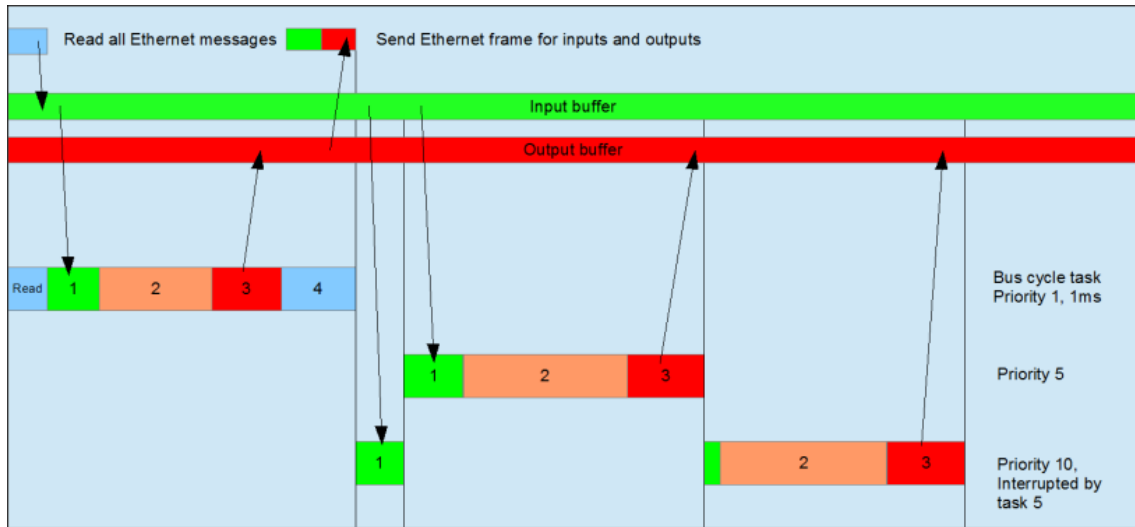 Read all Ethernet messages
Send Ethernet frame for inputs and outputs
Input buffer
Output buffer
Read
1
2
3
4
Bus cycle task
Priority 1, 1ms
1
2
3
Priority 5
1
2
3
Priority 10,
Interrupted by
task 5